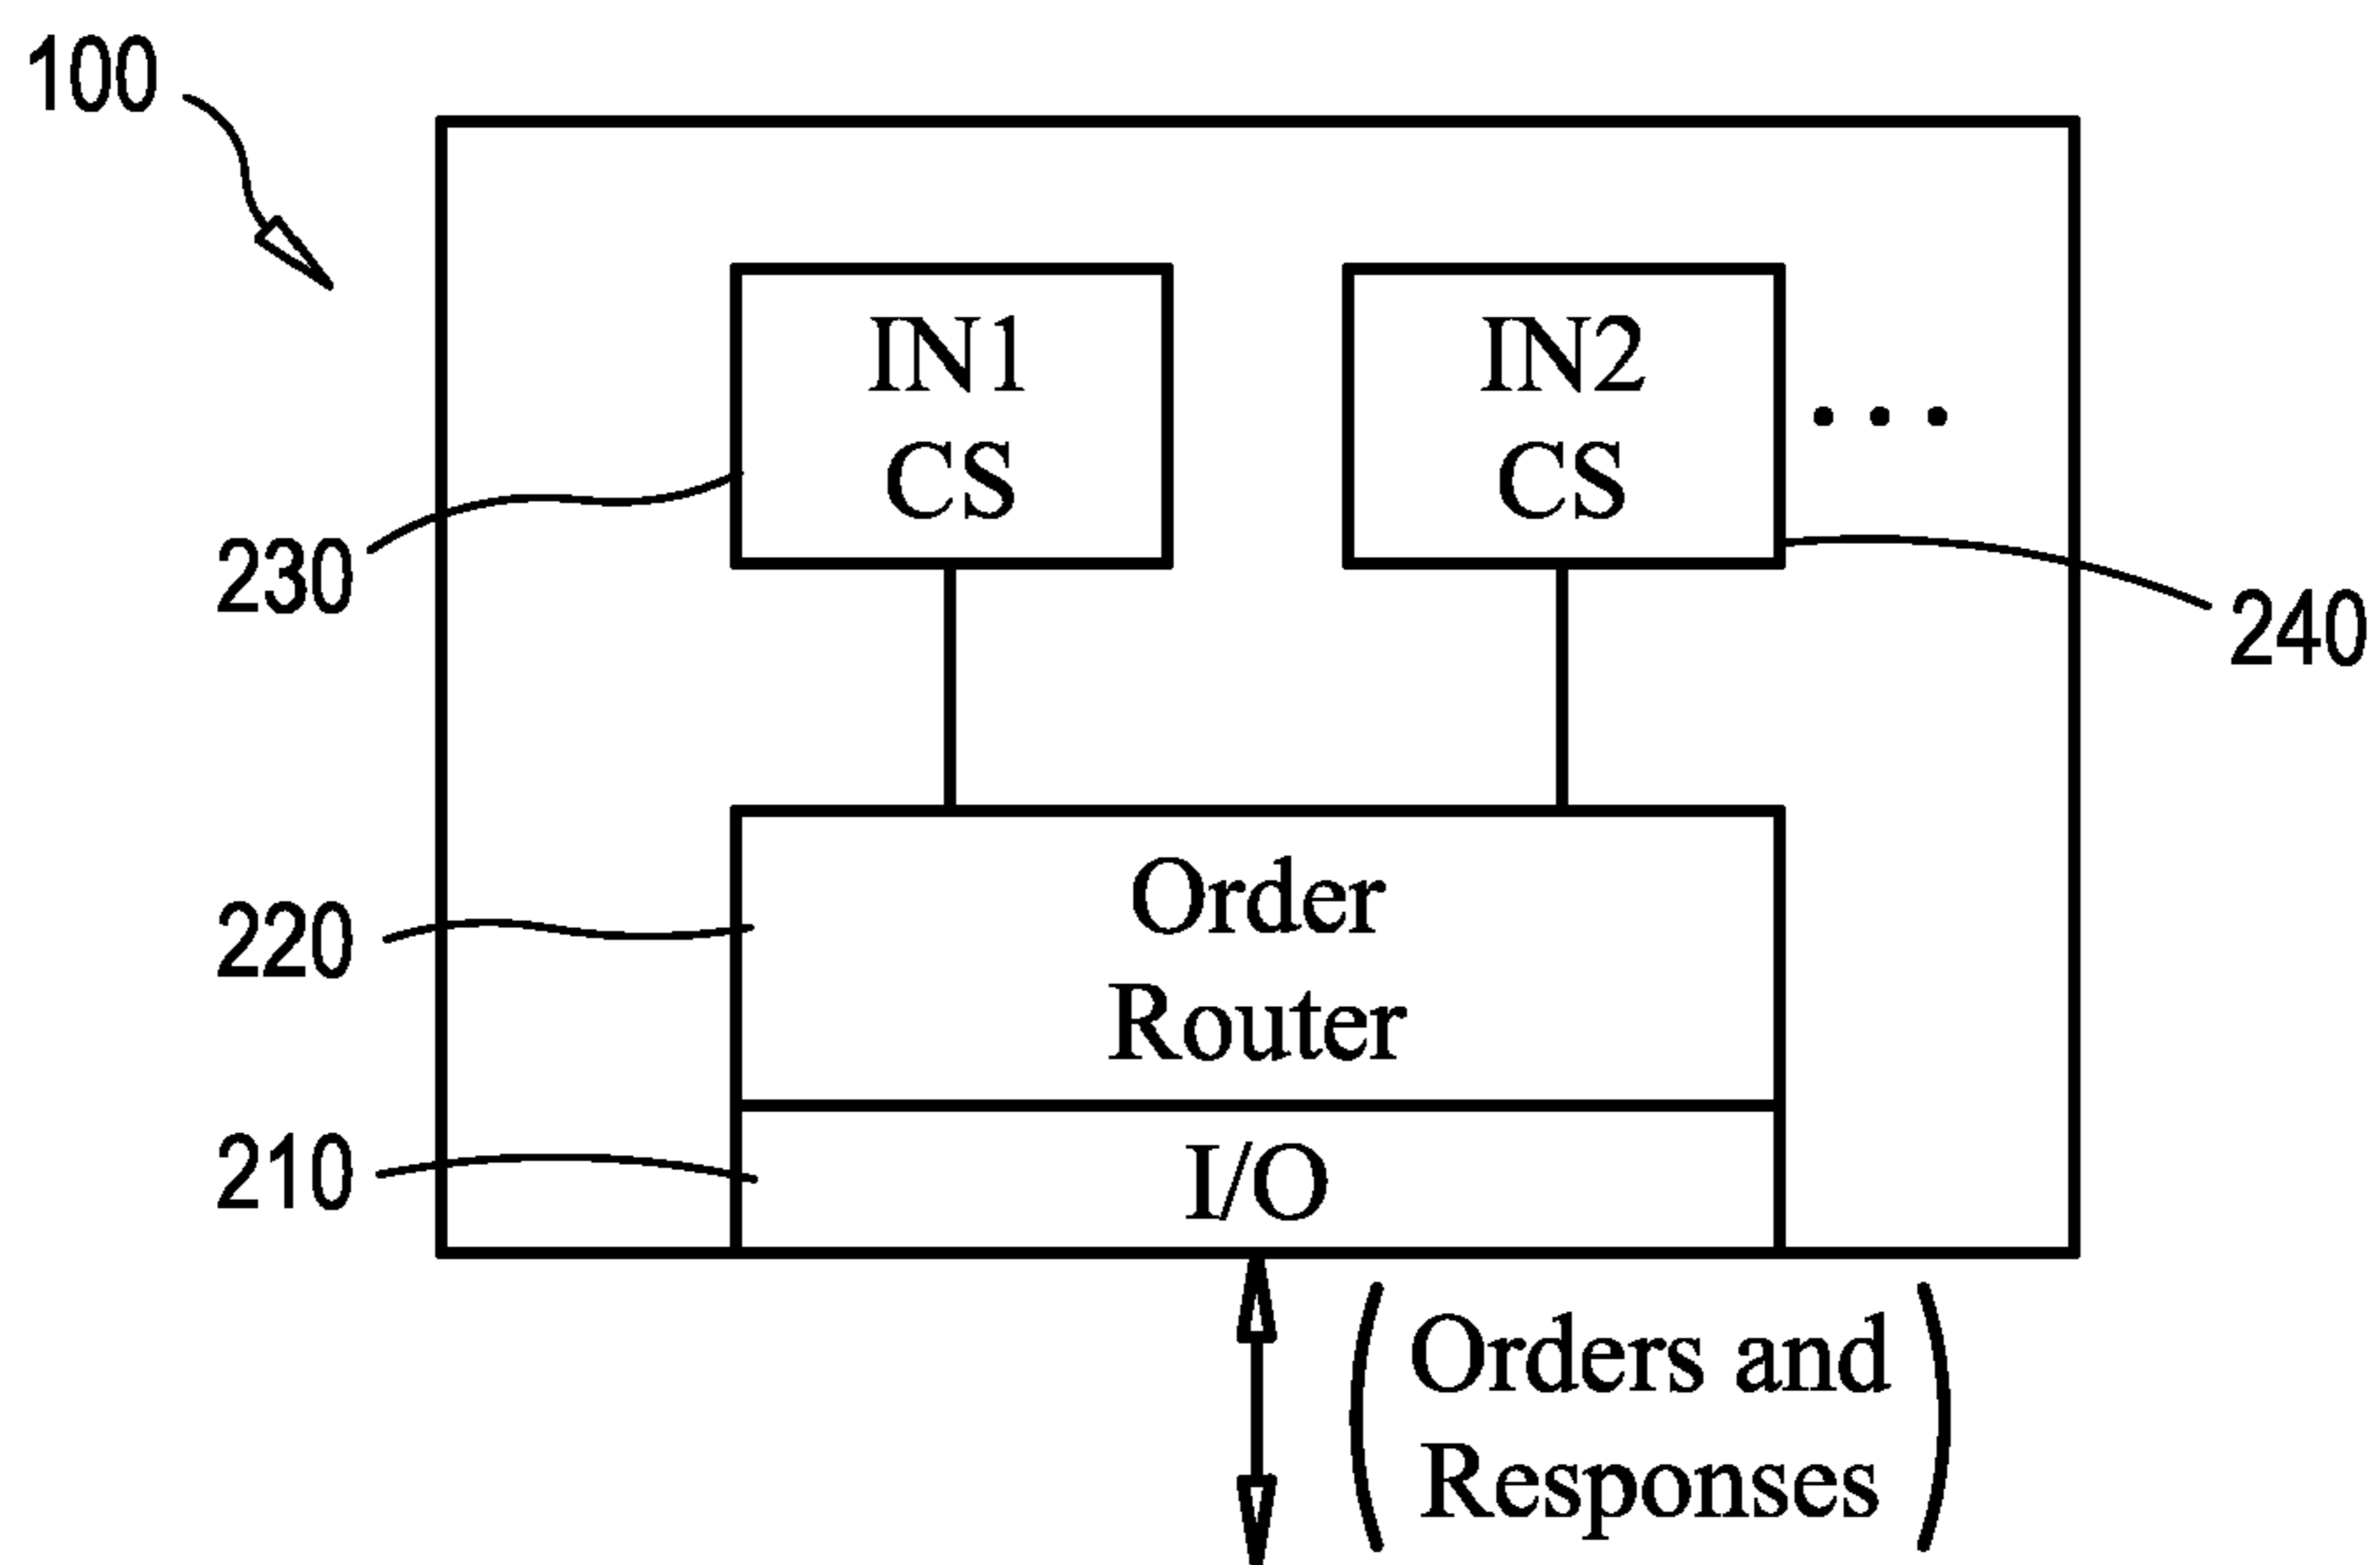 100
IN1
CS
IN2
CS
...
230
240
Order
Router
220
I/O
210
(Orders and
Responses)